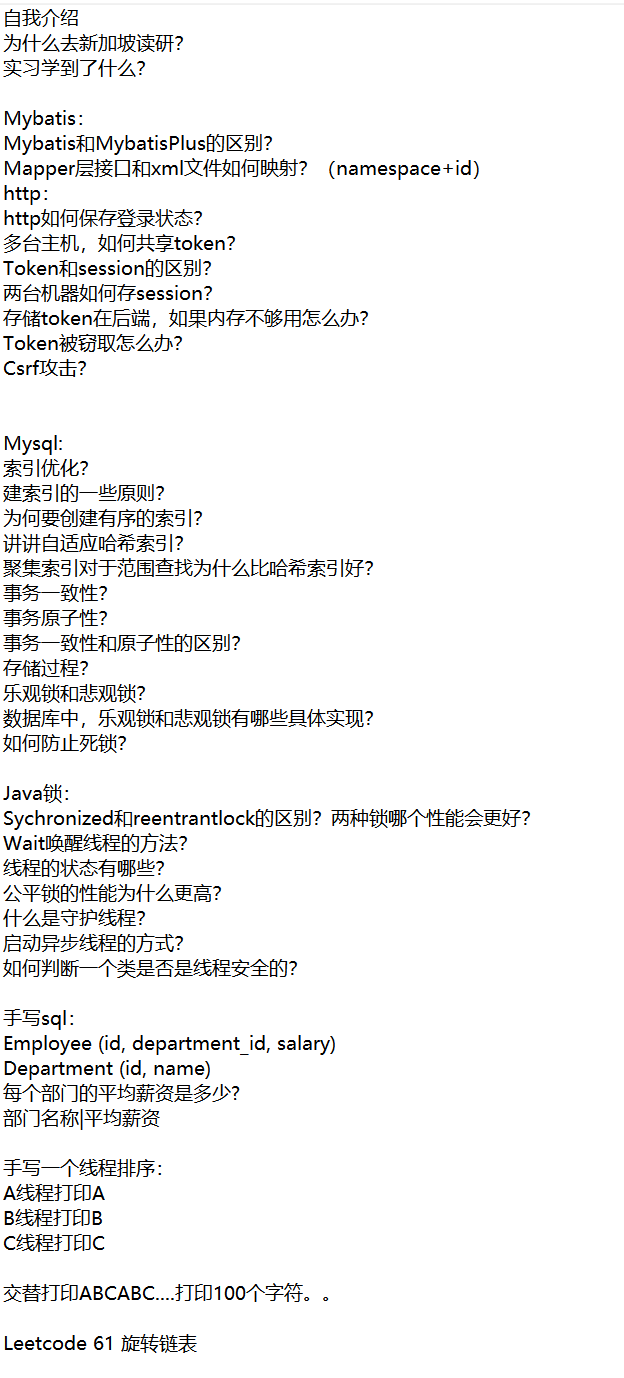 自我介绍
为什么去新加坡读研？
实习学到了什么？
Mybatis：
Mybatis和MybatisPlus的区别？
Mapper层接口和xml文件如何映射？（namespace+id）
http：
http如何保存登录状态？
多台主机，如何共享token？
Token和session的区别？
两台机器如何存session？
存储token在后端，如果内存不够用怎么办？
Token被窃取怎么办？
Csrf攻击？
Mysql:
索引优化？
建索引的一些原则？
为何要创建有序的索引？
讲讲自适应哈希索引？
聚集索引对于范围查找为什么比哈希索引好？
事务一致性？
事务原子性？
事务一致性和原子性的区别？
存储过程？
乐观锁和悲观锁？
数据库中，乐观锁和悲观锁有哪些具体实现？
如何防止死锁？
Java锁：
Sychronized和reentrantlock的区别？两种锁哪个性能会更好？
Wait唤醒线程的方法？
线程的状态有哪些？
公平锁的性能为什么更高？
什么是守护线程？
启动异步线程的方式？
如何判断一个类是否是线程安全的？
手写sql：
Employee (id, department_id, salary)
Department (id, name)
每个部门的平均薪资是多少?
部门名称|平均薪资
手写一个线程排序：
A线程打印A
B线程打印B
C线程打印C
交替打印ABCABC....打印100个字符。。
Leetcode 61 旋转链表